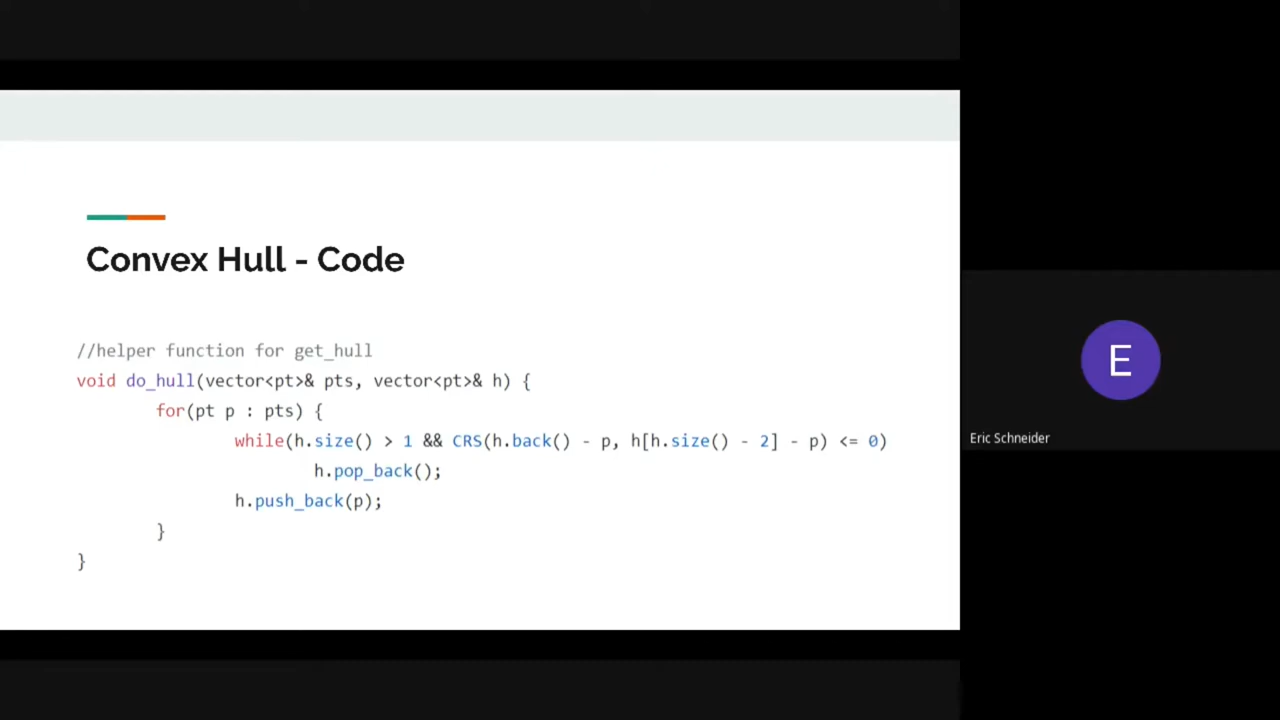 Convex Hull - Code
//helper function for get_hull
void do_hull(vector<pt>& pts, vector<pt>& h) {
for(pt p : pts) {
while(h.size() > 1 && CRS(h.back() - p, h[h.size() - 2] - p) <= 0)
h.pop_back();
h.push_back(p);
}
}
E
Eric Schneider